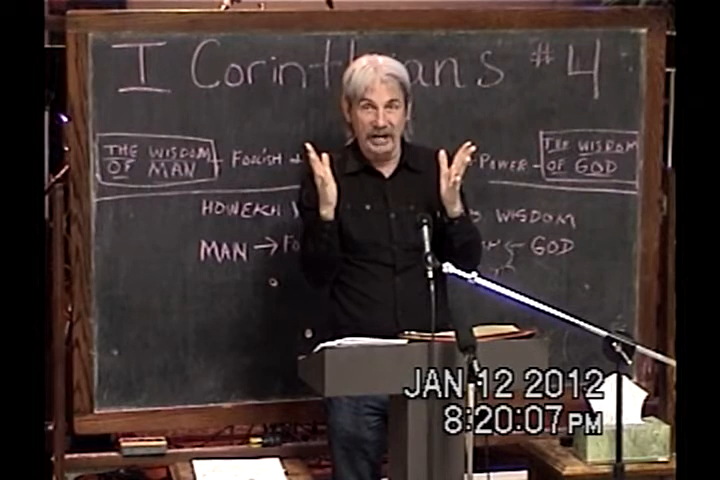 I Corinthians #4
THE WISDOM OF MAN FOOLISH POWER THE WISDOM OF GOD
HOW EACH WISDOM
MAN → GOD
JAN 12 2012
8:20:07 PM